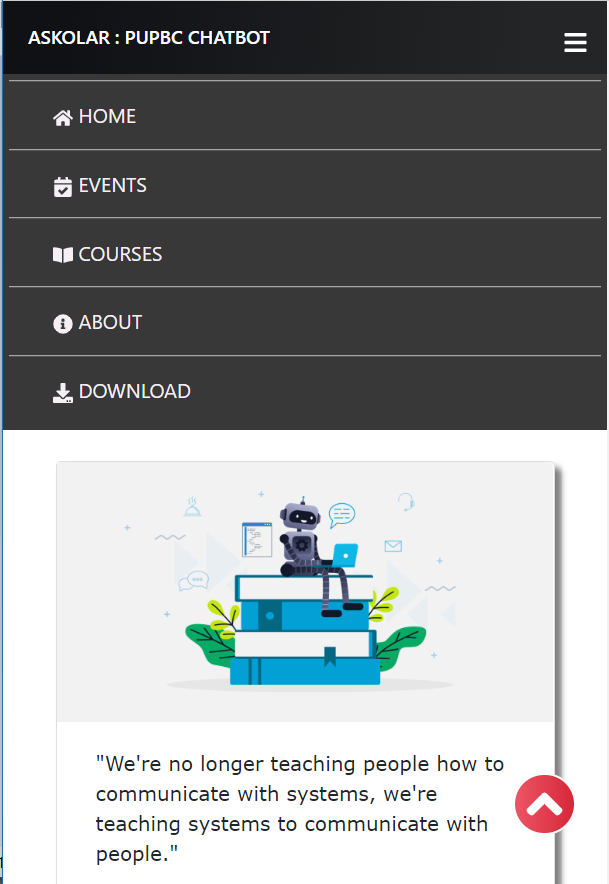 ASKOLAR : PUPBC CHATBOT
HOME
EVENTS
COURSES
ABOUT
DOWNLOAD
"We're no longer teaching people how to
communicate with systems, we're
teaching systems to communicate with
people."